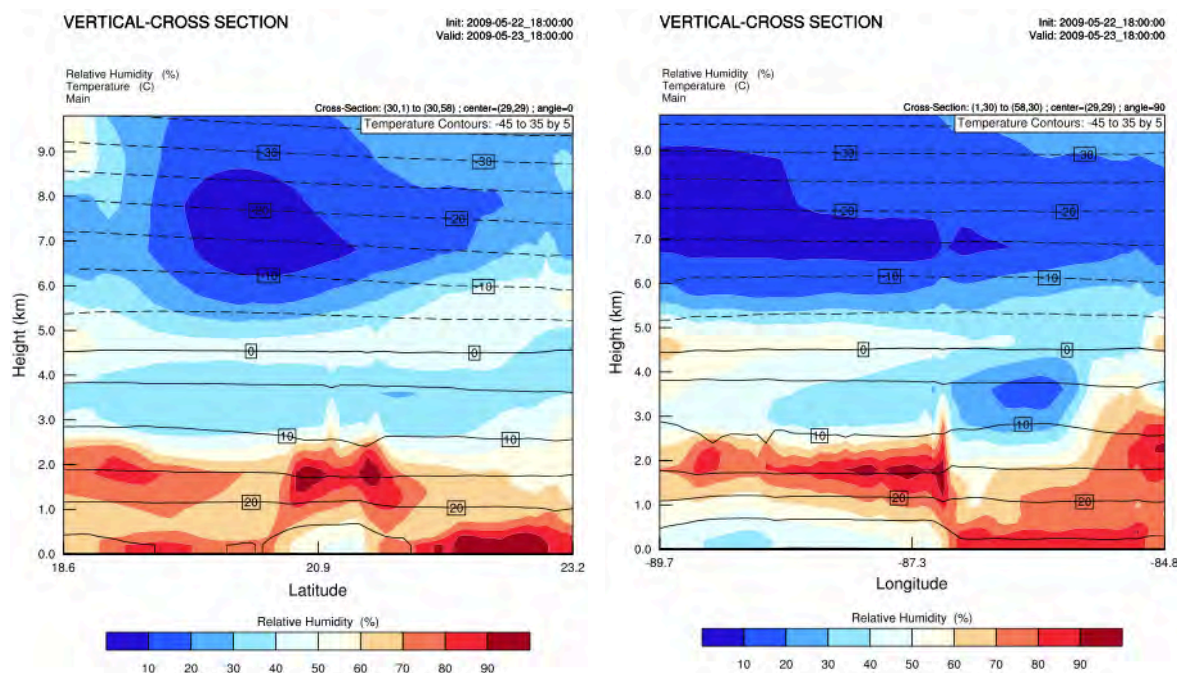 VERTICAL-CROSS SECTION
Init: 2009-05-22_18:00:00
Valid: 2009-05-23_18:00:00
Relative Humidity (%)
Temperature (C)
Main
Cross-Section: (30,1) to (30,58) ; center=(29,29) ; angle=0
Temperature Contours: -45 to 35 by 5
9.0
8.0
7.0
6.0
5.0
4.0
3.0
2.0
1.0
0.0
Height (km)
-35
-30
-20
-10
-10
0
0
10
10
20
20
18.6
20.9
23.2
Latitude
Relative Humidity (%)
10 20 30 40 50 60 70 80 90
VERTICAL-CROSS SECTION
Init: 2009-05-22_18:00:00
Valid: 2009-05-23_18:00:00
Relative Humidity (%)
Temperature (C)
Main
Cross-Section: (1,30) to (58,30) ; center=(29,29) ; angle=90
Temperature Contours: -45 to 35 by 5
9.0
8.0
7.0
6.0
5.0
4.0
3.0
2.0
1.0
0.0
Height (km)
-30
-30
-20
-20
-10
-10
0
0
10
10
20
20
-89.7
-87.3
-84.8
Longitude
Relative Humidity (%)
10 20 30 40 50 60 70 80 90